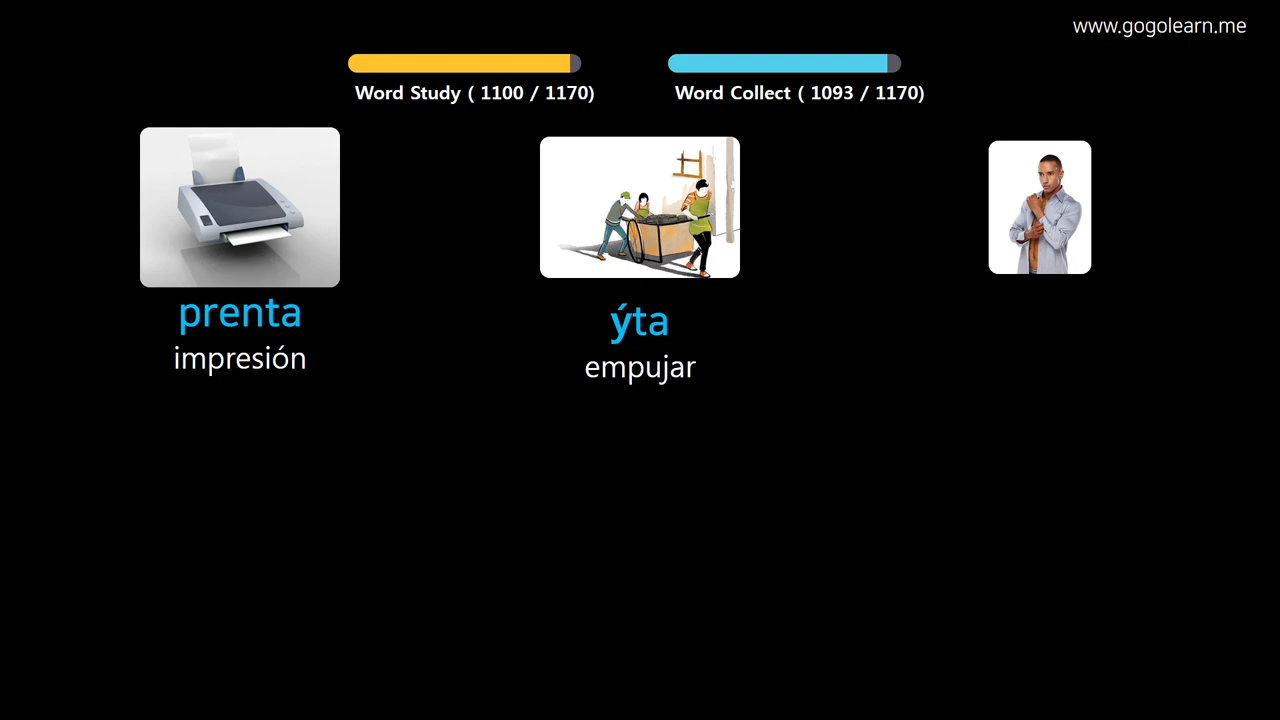 www.gogolearn.me
Word Study ( 1100 / 1170)
Word Collect ( 1093 / 1170)
prenta
impresión
ýta
empujar